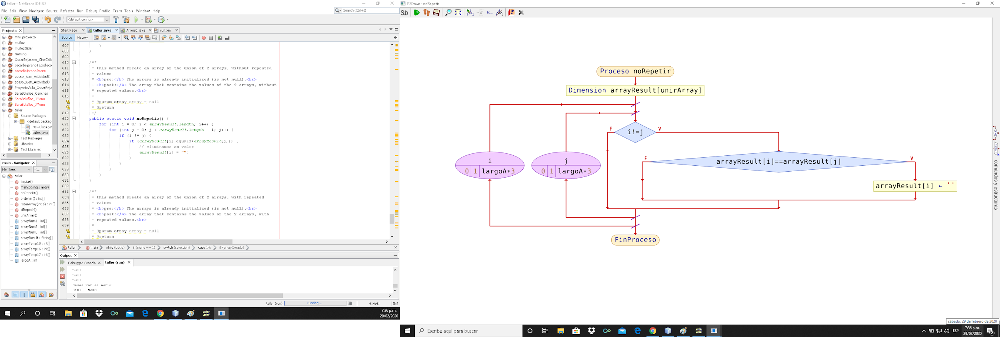 taller - NetBeans IDE 8.2
File Edit View Navigate Source Refactor Run Debug Profile Team Tools Window Help
Search (Ctrl+I)
<default config>
Projects
mini_proyecto
muñoz
muñozSlider
Nomina
OscarBejarano_CineCalip
oscarbejarano11Zodiaco
oscarBejaranoJmenu
posso_juan_Actividad2
posso_juan_Actividad3
ProyectoAula_OscarBeja
SaraBolaños_Canchas
SaraBolaños_JMenu
SaraBolaños_JMenu
taller
Source Packages
<default packag
NewClass.jav
taller.java
Test Packages
Libraries
Test Libraries
main - Navigator
Members
<...
taller
limpiar()
main(String[] args)
noRepetir()
ordenar() : int[]
rotarArray(int a) : int[]
siRepetir()
unirArray()
arrayNum1 : int[]
arrayNum2 : int[]
arrayNum3 : int[]
arrayResult : String[]
arrayTemp10 : int[]
arrayTemp16 : int[]
arrayTemp17 : int[]
largoA : int
Start Page taller.java Arreglo.java run.xml
Source History
607 }
608 }
609
610 /**
611 * this method create an array of the union of 2 arrays, without repeated
612 * values
613 * <b>pre:</b> The arrays is already initialized (is not null).<br>
614 * <b>post:</b> The array that contains the values of the 2 arrays, without
615 * repeated values.<br>
616 *
* @param array array!= null
* @return
619 */
620 public static void noRepetir() {
621 for (int i = 0; i < arrayResult.length; i++) {
622 for (int j = 0; j < arrayResult.length - 1; j++) {
623 if (i != j) {
624 if (arrayResult[i].equals(arrayResult[j])) {
625 // eliminamos su valor
626 arrayResult[i] = "";
627 }
628 }
629 }
630 }
631 }
632
633 /**
634 * this method create an array of the union of 2 arrays, with repeated
635 * values
636 * <b>pre:</b> The arrays is already initialized (is not null).<br>
637 * <b>post:</b> The array that contains the values of the 2 arrays, with
638 * repeated values.<br>
639 *
* @param array array!= null
* @return
taller main while (bucle) if (menu == 1) switch (seleccion) case 14: if (arrayCreado)
Output
Debugger Console taller (run)
null
null
null
desea ver el menu?
Si=1 No=0
taller (run) running... 414:41 INS
7:36 p.m.
29/02/2020
PSDraw - noRepetir
Sub
Proceso noRepetir
Dimension arrayResult[unirArray]
F i!=j V
i
0 1 largoA*3
j
0 1 largoA*3
F arrayResult[i]==arrayResult[j] V
arrayResult[i] ← ''
FinProceso
comandos y estructuras
sábado, 29 de febrero de 2020
Escribe aquí para buscar
ESP
7:36 p.m.
29/02/2020
2